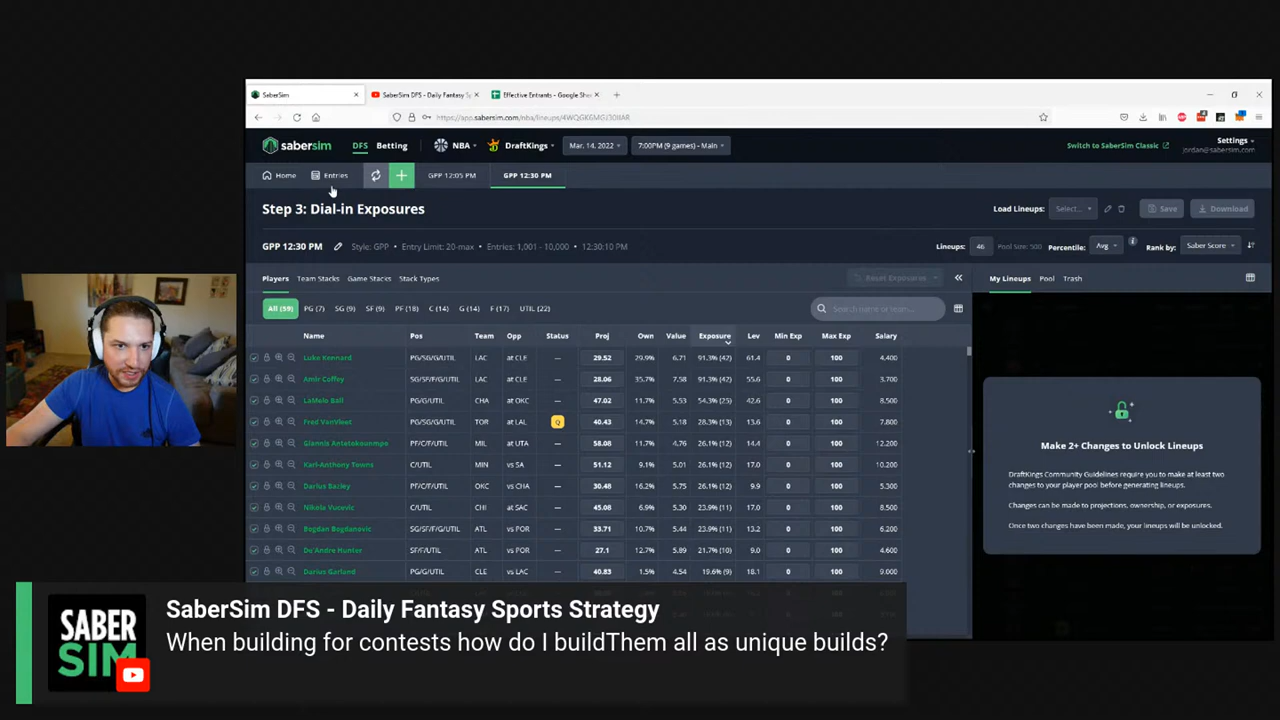 SaberSim
SaberSim DFS - Daily Fantasy Sp
Effective Entrants - Google She
https://app.sabersim.com/nba/lineups/4WQGK6MGJ30IIAR
sabersim
DFS
Betting
NBA
DraftKings
Mar. 14, 2022
7:00PM (9 games) - Main
Switch to SaberSim Classic
Settings
jordan@sabersim.com
Home
Entries
GPP 12:05 PM
GPP 12:30 PM
Step 3: Dial-in Exposures
Load Lineups:
Select...
Save
Download
GPP 12:30 PM
Style: GPP • Entry Limit: 20-max • Entries: 1,001 - 10,000 • 12:30:10 PM
Lineups:
46
Pool Size: 500
Percentile:
Avg
Rank by:
Saber Score
Players
Team Stacks
Game Stacks
Stack Types
Reset Exposures
My Lineups
Pool
Trash
All (59)
PG (7)
SG (9)
SF (9)
PF (18)
C (14)
G (14)
F (17)
UTIL (22)
Search name or team...
Name Pos Team Opp Status Proj Own Value Exposure Lev Min Exp Max Exp Salary
Luke Kennard PG/SG/G/UTIL LAC at CLE — 29.52 29.9% 6.71 91.3% (42) 61.4 0 100 4,400
Amir Coffey SG/SF/F/G/UTIL LAC at CLE — 28.06 35.7% 7.58 91.3% (42) 55.6 0 100 3,700
LaMelo Ball PG/G/UTIL CHA at OKC — 47.02 11.7% 5.53 54.3% (25) 42.6 0 100 8,500
Fred VanVleet PG/SG/G/UTIL TOR at LAL Q 40.43 14.7% 5.18 28.3% (13) 13.6 0 100 7,800
Giannis Antetokounmpo PF/C/F/UTIL MIL at UTA — 58.08 11.7% 4.76 26.1% (12) 14.4 0 100 12,200
Karl-Anthony Towns C/UTIL MIN vs SA — 51.12 9.1% 5.01 26.1% (12) 17.0 0 100 10,200
Darius Bazley PF/C/F/UTIL OKC vs CHA — 30.48 16.2% 5.75 26.1% (12) 9.9 0 100 5,300
Nikola Vucevic C/UTIL CHI at SAC — 45.08 6.9% 5.30 23.9% (11) 17.0 0 100 8,500
Bogdan Bogdanovic SG/SF/F/G/UTIL ATL vs POR — 33.71 10.7% 5.44 23.9% (11) 13.2 0 100 6,200
De'Andre Hunter SF/F/UTIL ATL vs POR — 27.1 12.7% 5.89 21.7% (10) 9.0 0 100 4,600
Darius Garland PG/G/UTIL CLE vs LAC — 40.83 1.5% 4.54 19.6% (9) 18.1 0 100 9,000
Make 2+ Changes to Unlock Lineups
DraftKings Community Guidelines require you to make at least two
changes to your player pool before generating lineups.
Changes can be made to projections, ownership, or exposures.
Once two changes have been made, your lineups will be unlocked.
SABER
SIM
SaberSim DFS - Daily Fantasy Sports Strategy
When building for contests how do I buildThem all as unique builds?